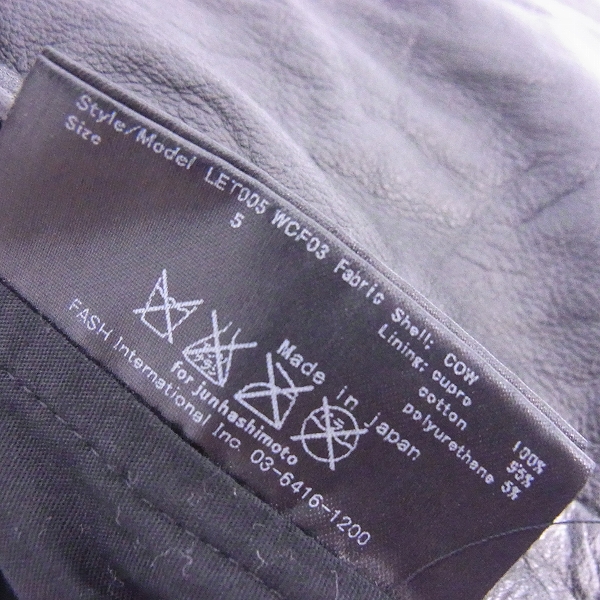 Style/Model LET005 WCF03 Fabric Shell: COW 100%
Size 5 Lining: cupro 55%
cotton
polyurethane 5%
Made in japan
for junhashimoto
FASH International Inc 03-6416-1200